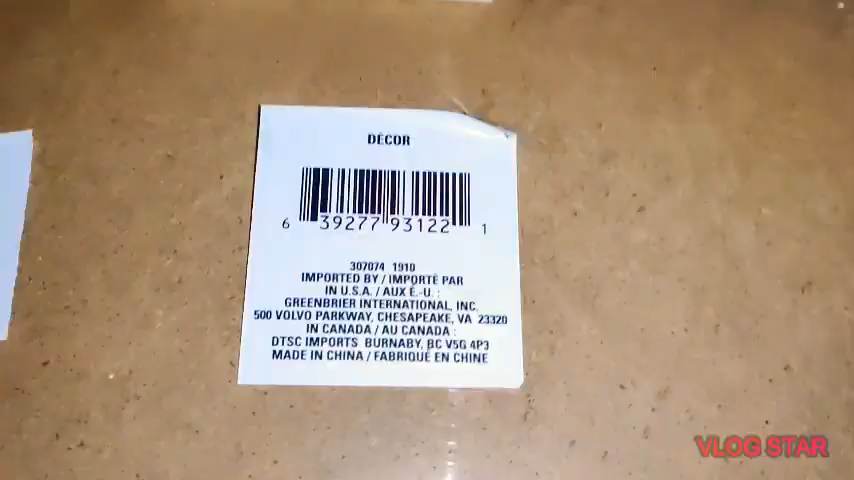 DÉCOR
6 39277 93122 1
307074 1910
IMPORTED BY / IMPORTÉ PAR
IN U.S.A. / AUX É.-U. :
GREENBRIER INTERNATIONAL, INC.
500 VOLVO PARKWAY, CHESAPEAKE, VA 23320
IN CANADA / AU CANADA :
DTSC IMPORTS BURNABY, BC V5G 4P3
MADE IN CHINA / FABRIQUÉ EN CHINE
VLOG STAR